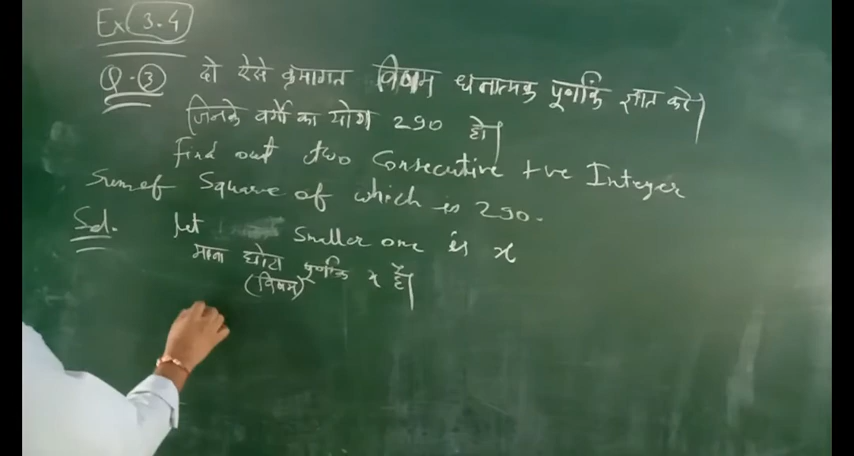 Ex 3.4
Q.③ दो ऐसे क्रमागत विषम धनात्मक पूर्णांक ज्ञात करें
जिनके वर्गों का योग 290 हो।
Find out two Consecutive +ve Integer
Sum of Square of which is 290.
Sol. let Smaller one is x
माना छोटा पूर्णांक x है।
(विषम)